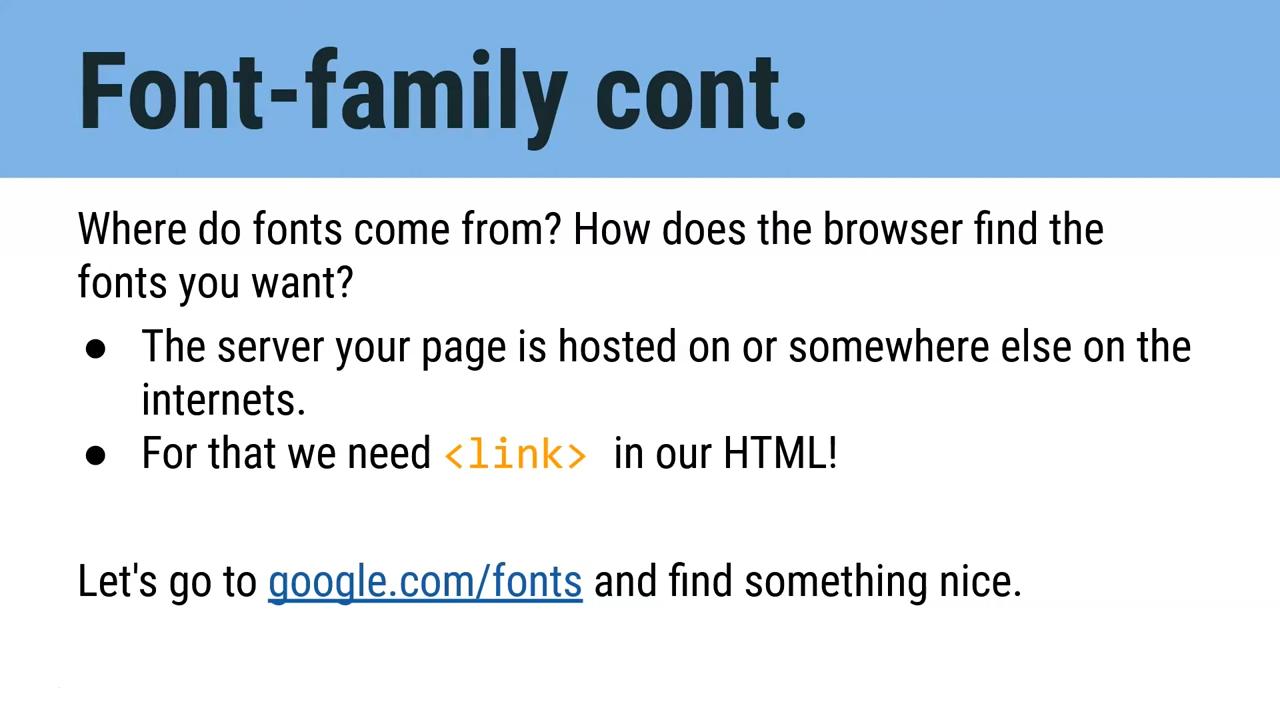 Font-family cont.
Where do fonts come from? How does the browser find the
fonts you want?
● The server your page is hosted on or somewhere else on the
internets.
● For that we need <link> in our HTML!
Let's go to google.com/fonts and find something nice.